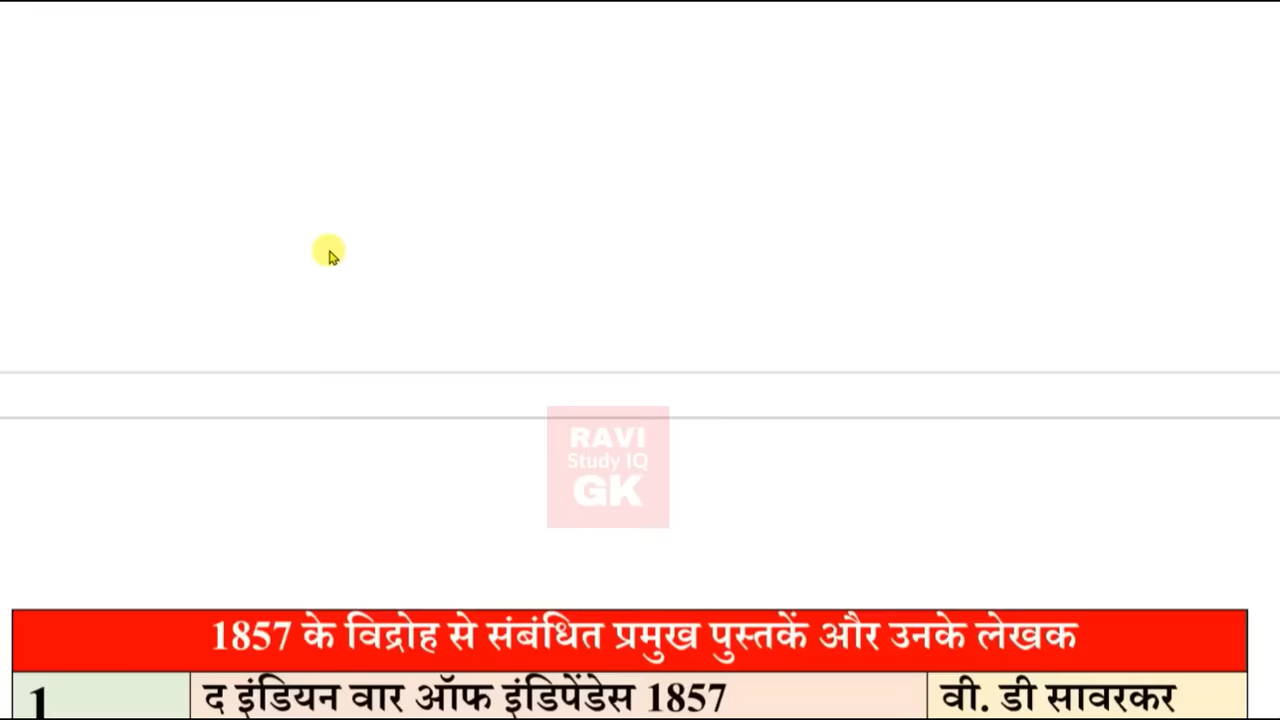 RAVI
Study IQ
GK
1857 के विद्रोह से संबंधित प्रमुख पुस्तकें और उनके लेखक
1 द इंडियन वार ऑफ इंडिपेंडेस 1857 वी. डी सावरकर